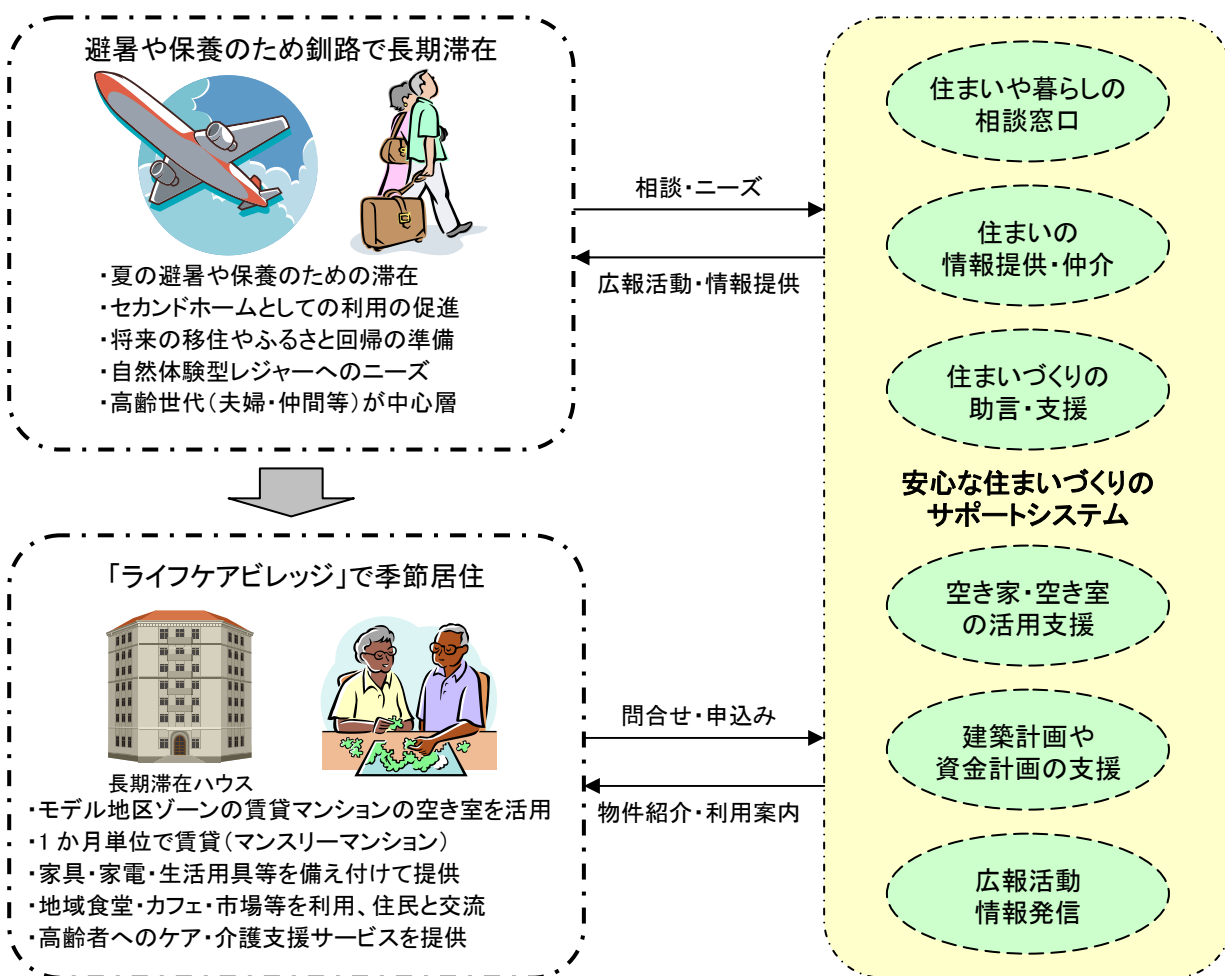 避暑や保養のため釧路で長期滞在
・夏の避暑や保養のための滞在
・セカンドホームとしての利用の促進
・将来の移住やふるさと回帰の準備
・自然体験型レジャーへのニーズ
・高齢世代(夫婦・仲間等)が中心層
相談・ニーズ
広報活動・情報提供
「ライフケアビレッジ」で季節居住
長期滞在ハウス
・モデル地区ゾーンの賃貸マンションの空き室を活用
・1か月単位で賃貸(マンスリーマンション)
・家具・家電・生活用具等を備え付けて提供
・地域食堂・カフェ・市場等を利用、住民と交流
・高齢者へのケア・介護支援サービスを提供
問合せ・申込み
物件紹介・利用案内
住まいや暮らしの
相談窓口
住まいの
情報提供・仲介
住まいづくりの
助言・支援
安心な住まいづくりの
サポートシステム
空き家・空き室
の活用支援
建築計画や
資金計画の支援
広報活動
情報発信